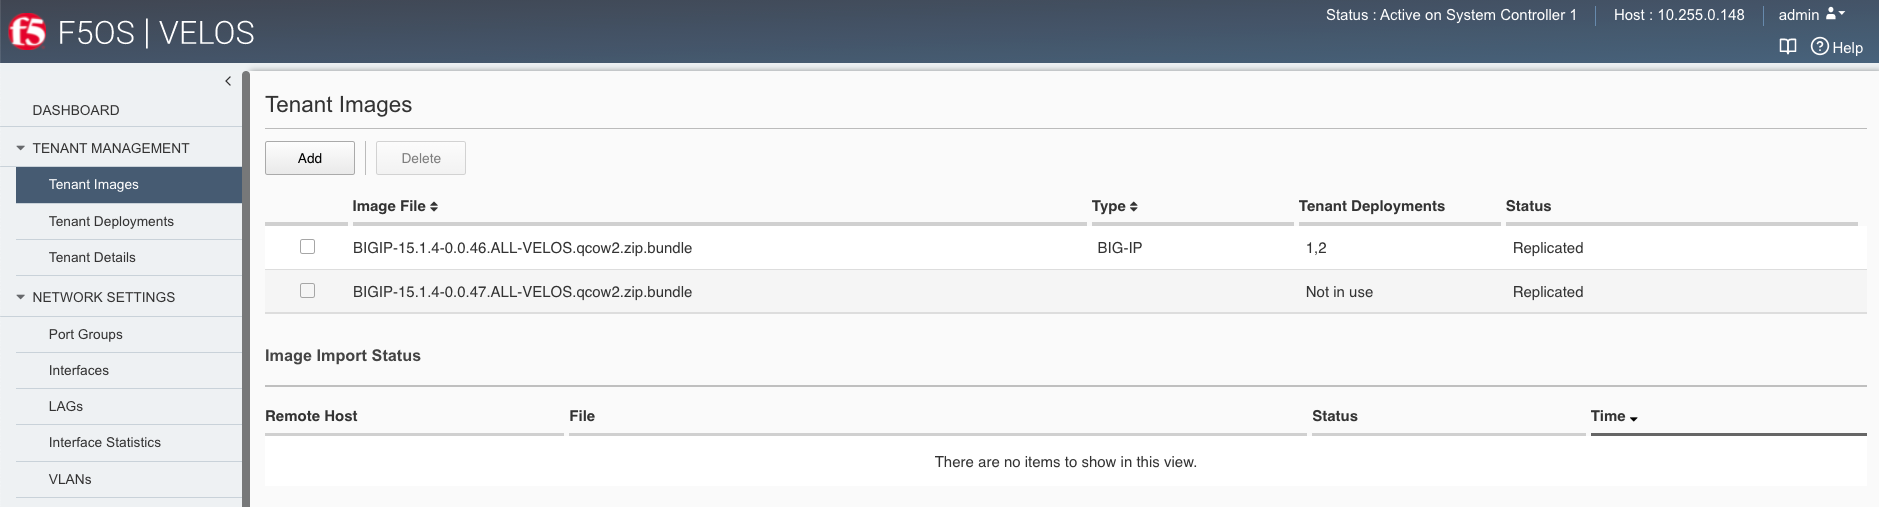 f5 F5OS | VELOS
Status : Active on System Controller 1 Host : 10.255.0.148 admin
Help
DASHBOARD
TENANT MANAGEMENT
Tenant Images
Tenant Deployments
Tenant Details
NETWORK SETTINGS
Port Groups
Interfaces
LAGs
Interface Statistics
VLANs
Tenant Images
Add Delete
Image File Type Tenant Deployments Status
BIGIP-15.1.4-0.0.46.ALL-VELOS.qcow2.zip.bundle BIG-IP 1,2 Replicated
BIGIP-15.1.4-0.0.47.ALL-VELOS.qcow2.zip.bundle Not in use Replicated
Image Import Status
Remote Host File Status Time
There are no items to show in this view.